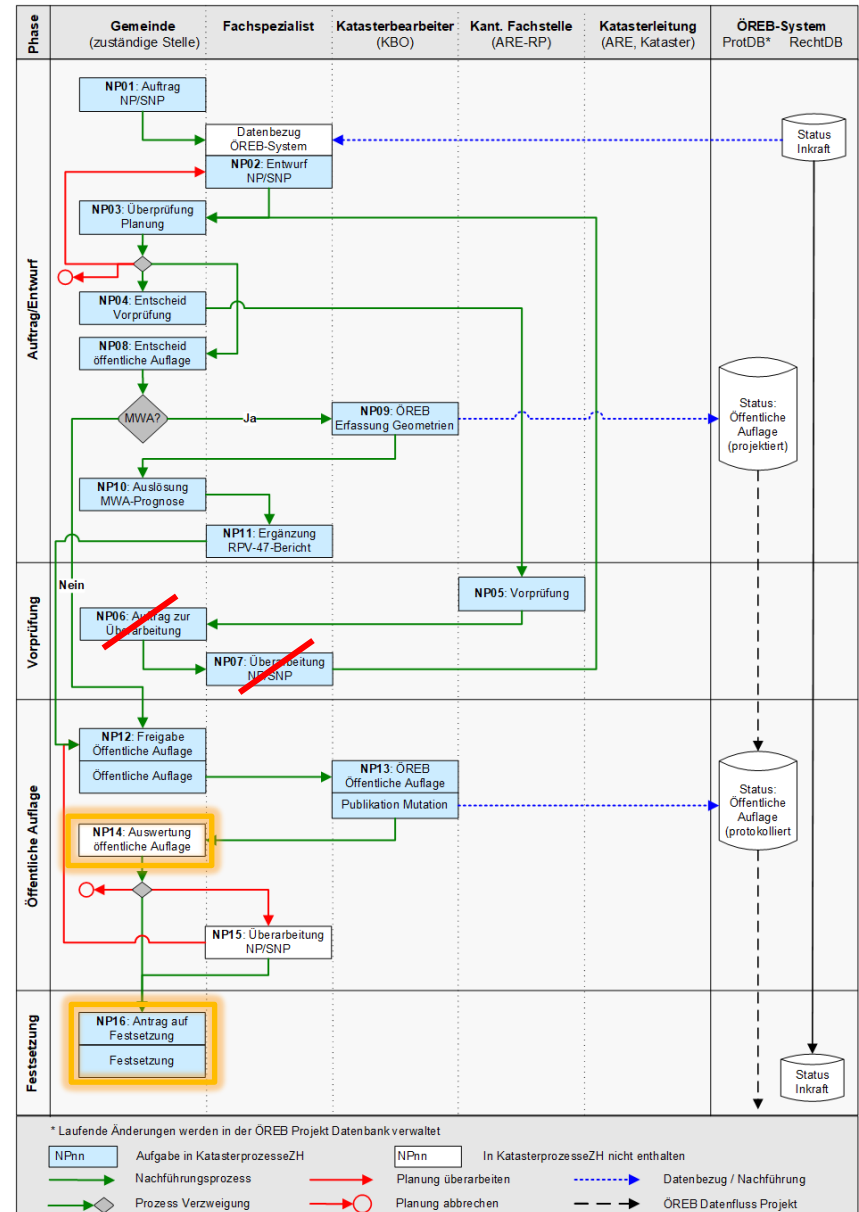 Phase
Gemeinde
(zuständige Stelle)
Fachspezialist
Katasterbearbeiter
(KBO)
Kant. Fachstelle
(ARE-RP)
Katasterleitung
(ARE, Kataster)
ÖREB-System
ProtDB* RechtDB
Auftrag/Entwurf
NP01: Auftrag
NP/SNP
Datenbezug
ÖREB-System
NP02: Entwurf
NP/SNP
Status
Inkraft
NP03: Überprüfung
Planung
NP04: Entscheid
Vorprüfung
NP08: Entscheid
öffentliche Auflage
MWA?
Ja
NP09: ÖREB
Erfassung Geometrien
Status:
Öffentliche
Auflage
(projektiert)
NP10: Auslösung
MWA-Prognose
NP11: Ergänzung
RPV-47-Bericht
Nein
Vorprüfung
NP05: Vorprüfung
NP06: Auftrag zur
Überarbeitung
NP07: Überarbeitung
NP/SNP
Öffentliche Auflage
NP12: Freigabe
Öffentliche Auflage
Öffentliche Auflage
NP13: ÖREB
Öffentliche Auflage
Publikation Mutation
Status:
Öffentliche
Auflage
(protokolliert
NP14: Auswertung
öffentliche Auflage
NP15: Überarbeitung
NP/SNP
Festsetzung
NP16: Antrag auf
Festsetzung
Festsetzung
Status
Inkraft
* Laufende Änderungen werden in der ÖREB Projekt Datenbank verwaltet
NPnn Aufgabe in KatasterprozesseZH NPnn In KatasterprozesseZH nicht enthalten
Nachführungsprozess Planung überarbeiten Datenbezug / Nachführung
Prozess Verzweigung Planung abbrechen ÖREB Datenfluss Projekt